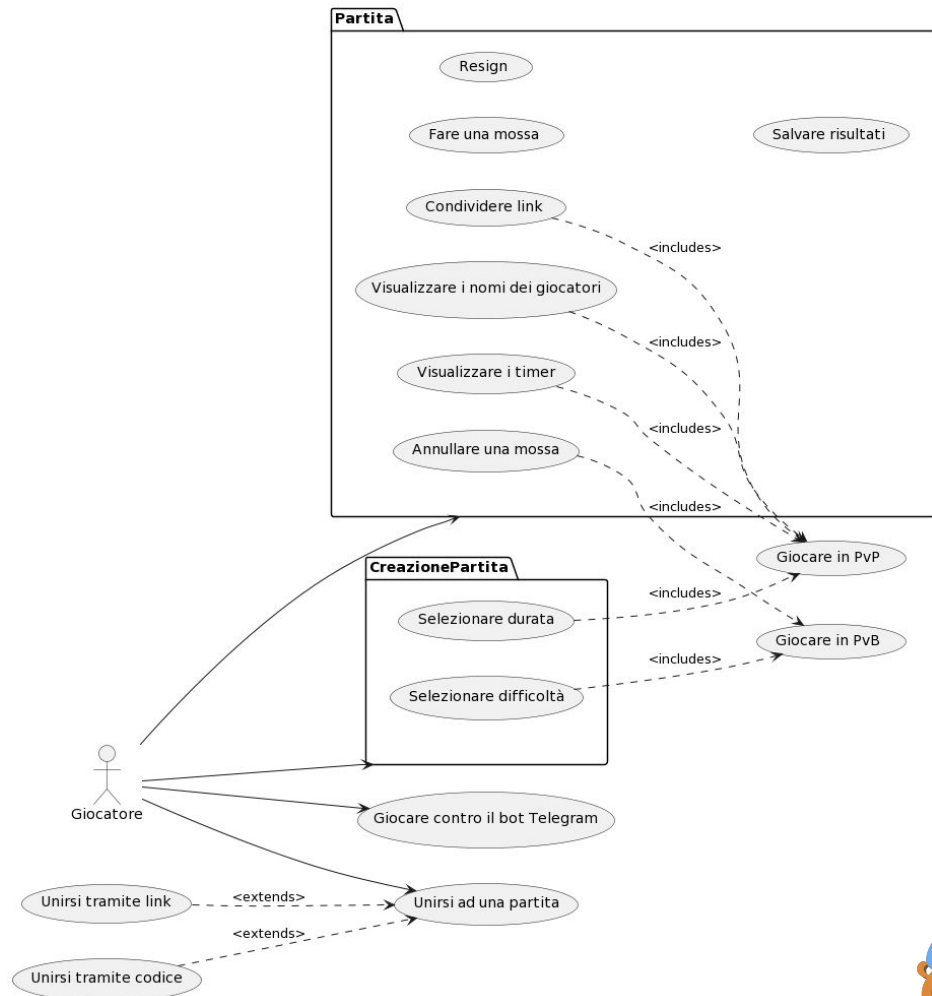 Partita
Resign
Fare una mossa
Salvare risultati
Condividere link
<includes>
Visualizzare i nomi dei giocatori
<includes>
Visualizzare i timer
<includes>
Annullare una mossa
<includes>
Giocare in PvP
CreazionePartita
<includes>
Selezionare durata
Giocare in PvB
<includes>
Selezionare difficoltà
Giocatore
Giocare contro il bot Telegram
Unirsi tramite link
<extends>
Unirsi ad una partita
<extends>
Unirsi tramite codice